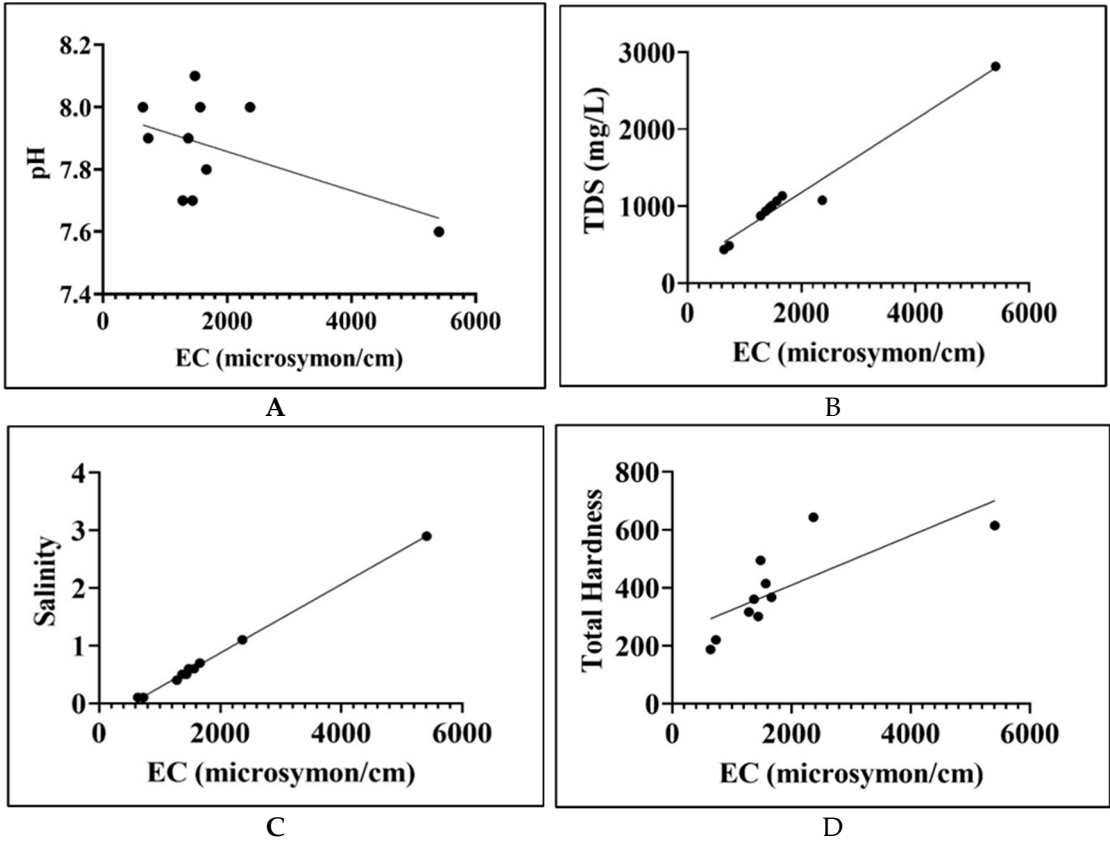 8.2
8.0
7.8
7.6
7.4
pH
0 2000 4000 6000
EC (microsymon/cm)
A
3000
2000
1000
0
TDS (mg/L)
0 2000 4000 6000
EC (microsymon/cm)
B
4
3
2
1
0
Salinity
0 2000 4000 6000
EC (microsymon/cm)
C
800
600
400
200
0
Total Hardness
0 2000 4000 6000
EC (microsymon/cm)
D